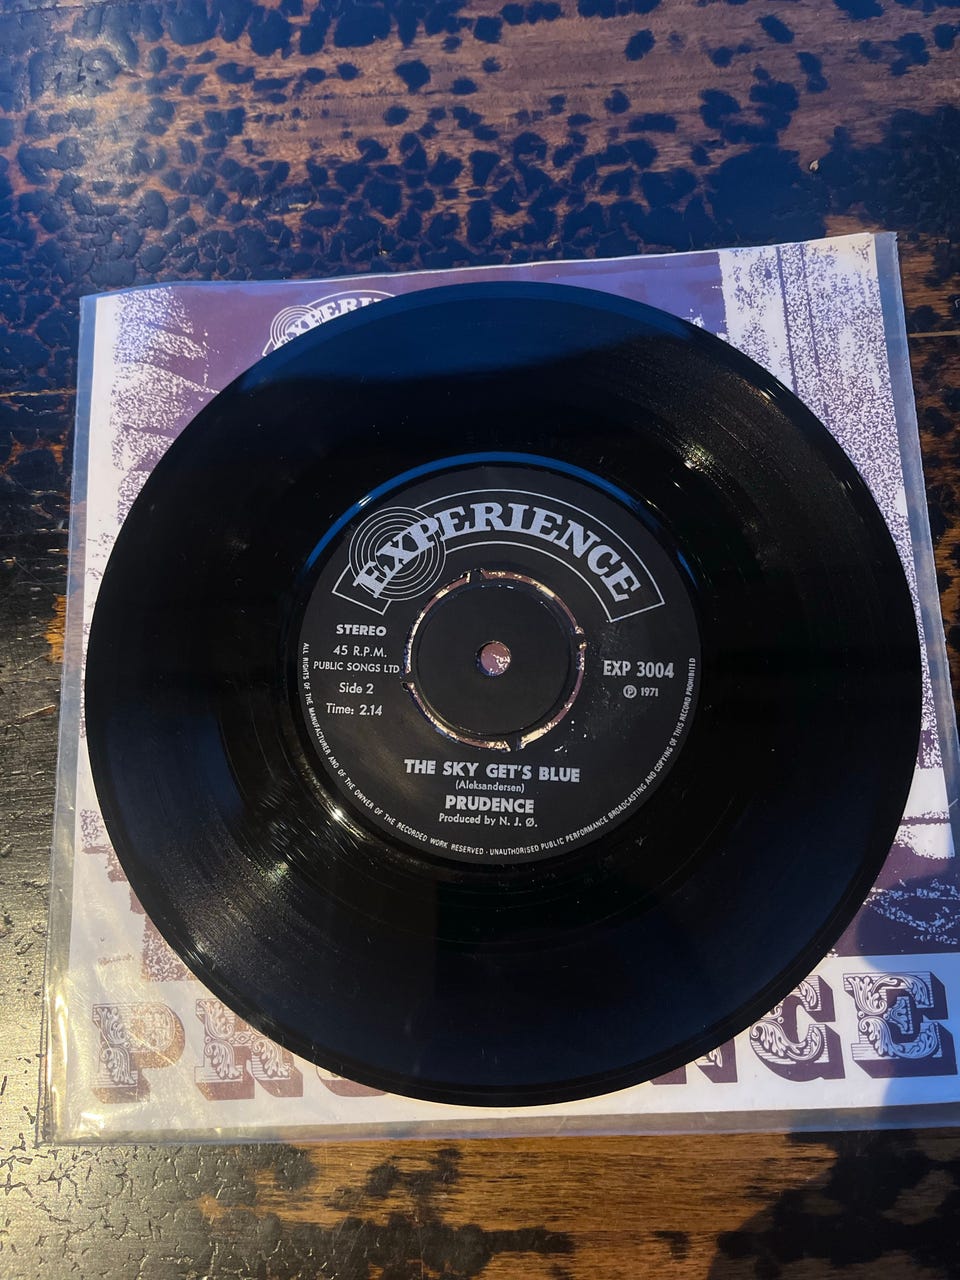 EXPERIENCE
STEREO
45 R.P.M.
PUBLIC SONGS LTD
Side 2
Time: 2.14
EXP 3004
Ⓟ 1971
THE SKY GET'S BLUE
(Aleksandersen)
PRUDENCE
Produced by N. J. Ø.
ALL RIGHTS OF THE MANUFACTURER AND OF THE OWNER OF THE RECORDED WORK RESERVED · UNAUTHORISED PUBLIC PERFORMANCE BROADCASTING AND COPYING OF THIS RECORD PROHIBITED